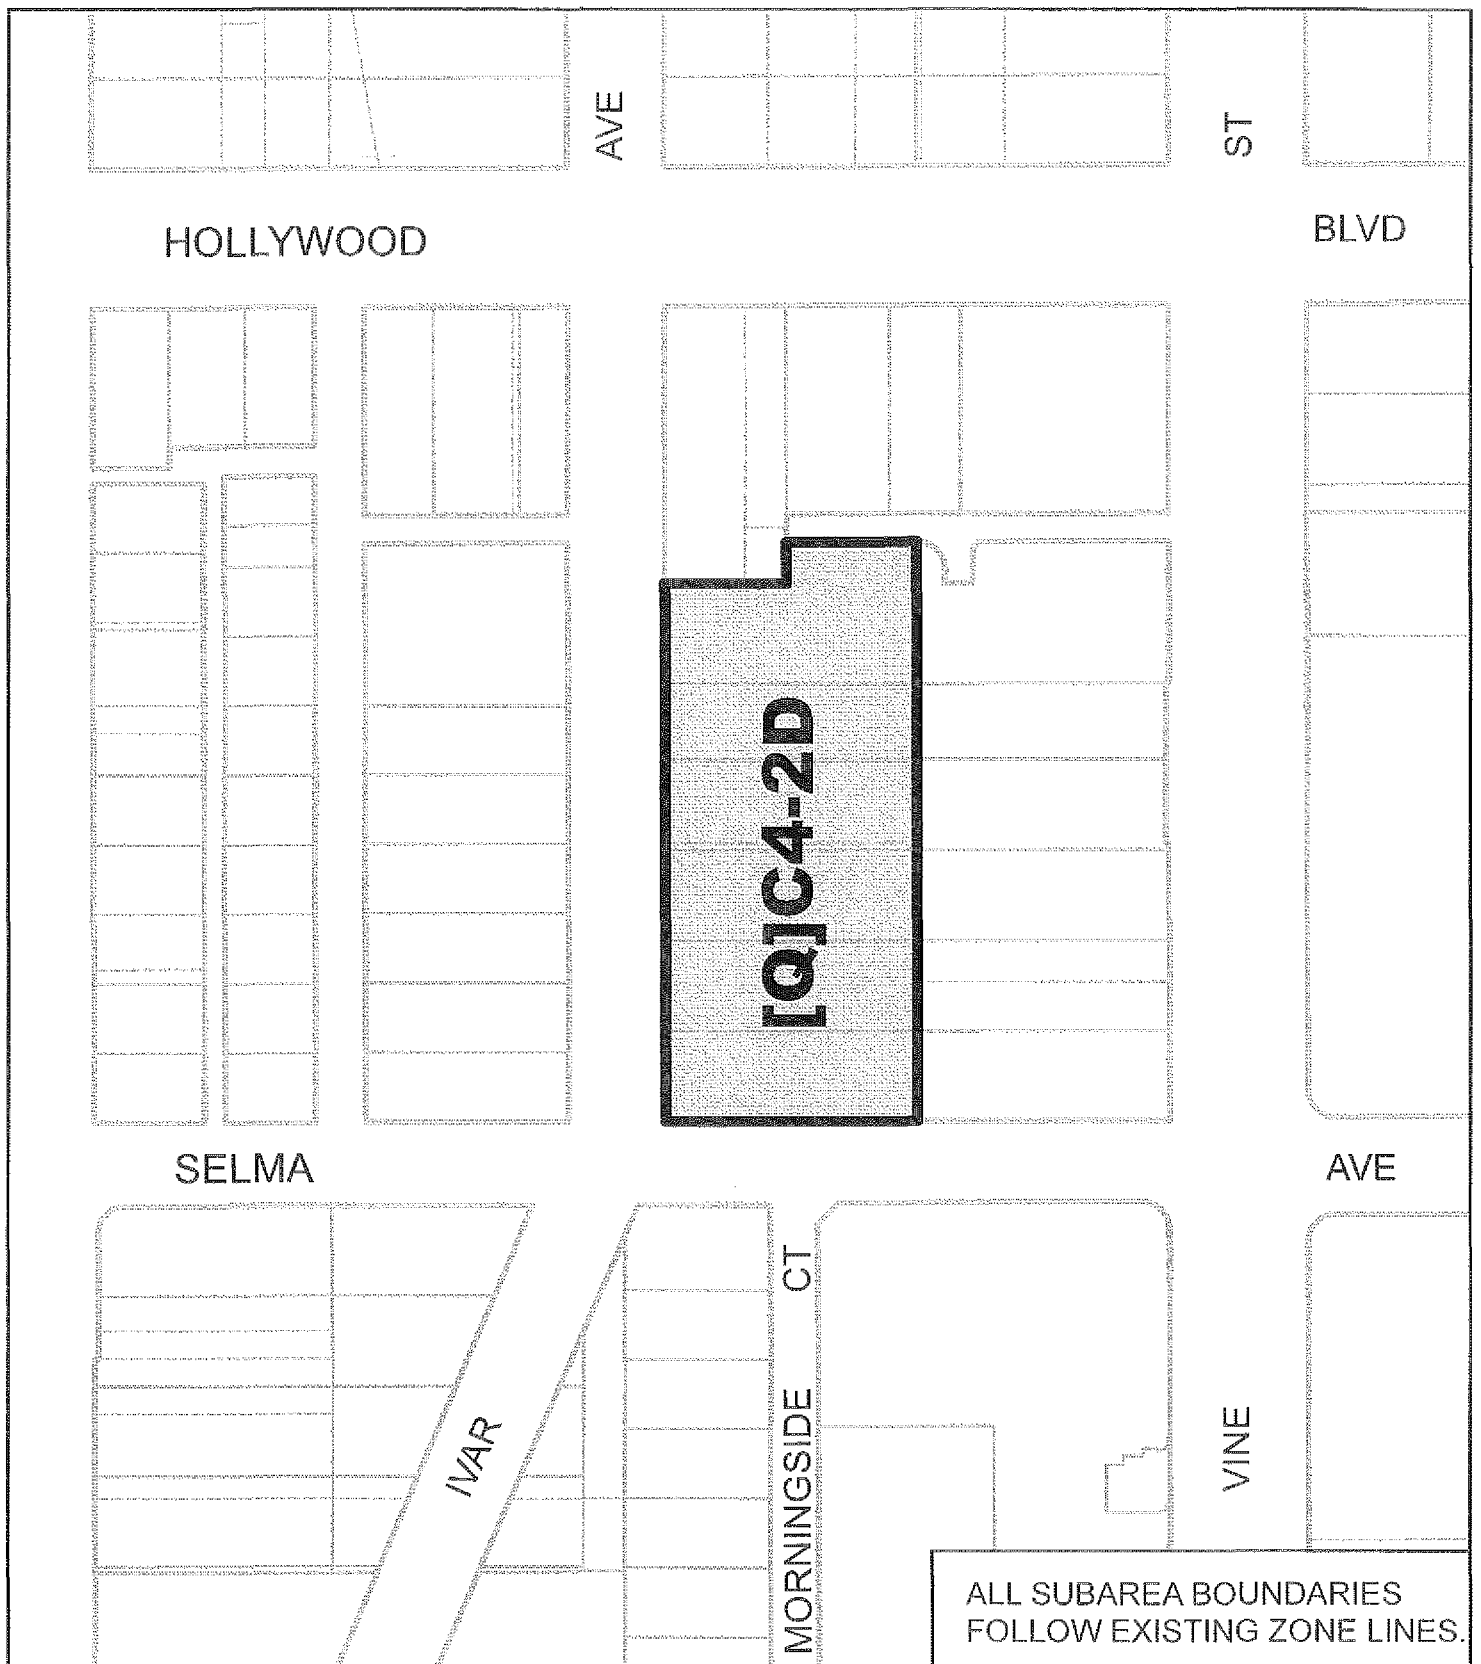 AVE
ST
HOLLYWOOD
BLVD
[Q]C4-2D
SELMA
AVE
CT
IVAR
MORNINGSIDE
VINE
ALL SUBAREA BOUNDARIES
FOLLOW EXISTING ZONE LINES.